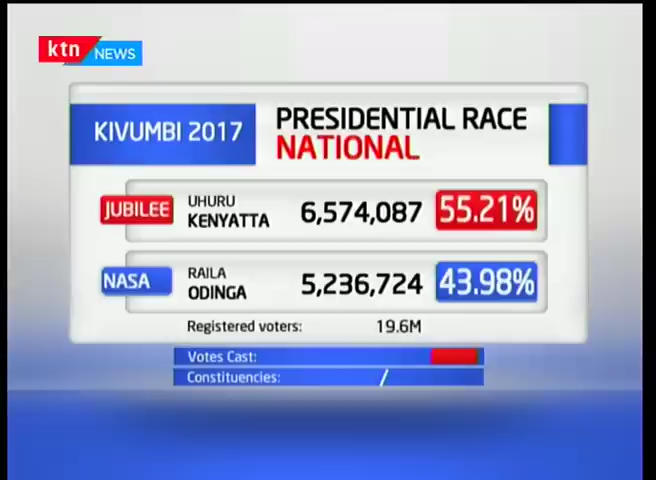 ktn NEWS
KIVUMBI 2017
PRESIDENTIAL RACE
NATIONAL
JUBILEE
UHURU
KENYATTA
6,574,087
55.21%
NASA
RAILA
ODINGA
5,236,724
43.98%
Registered voters: 19.6M
Votes Cast:
Constituencies: /